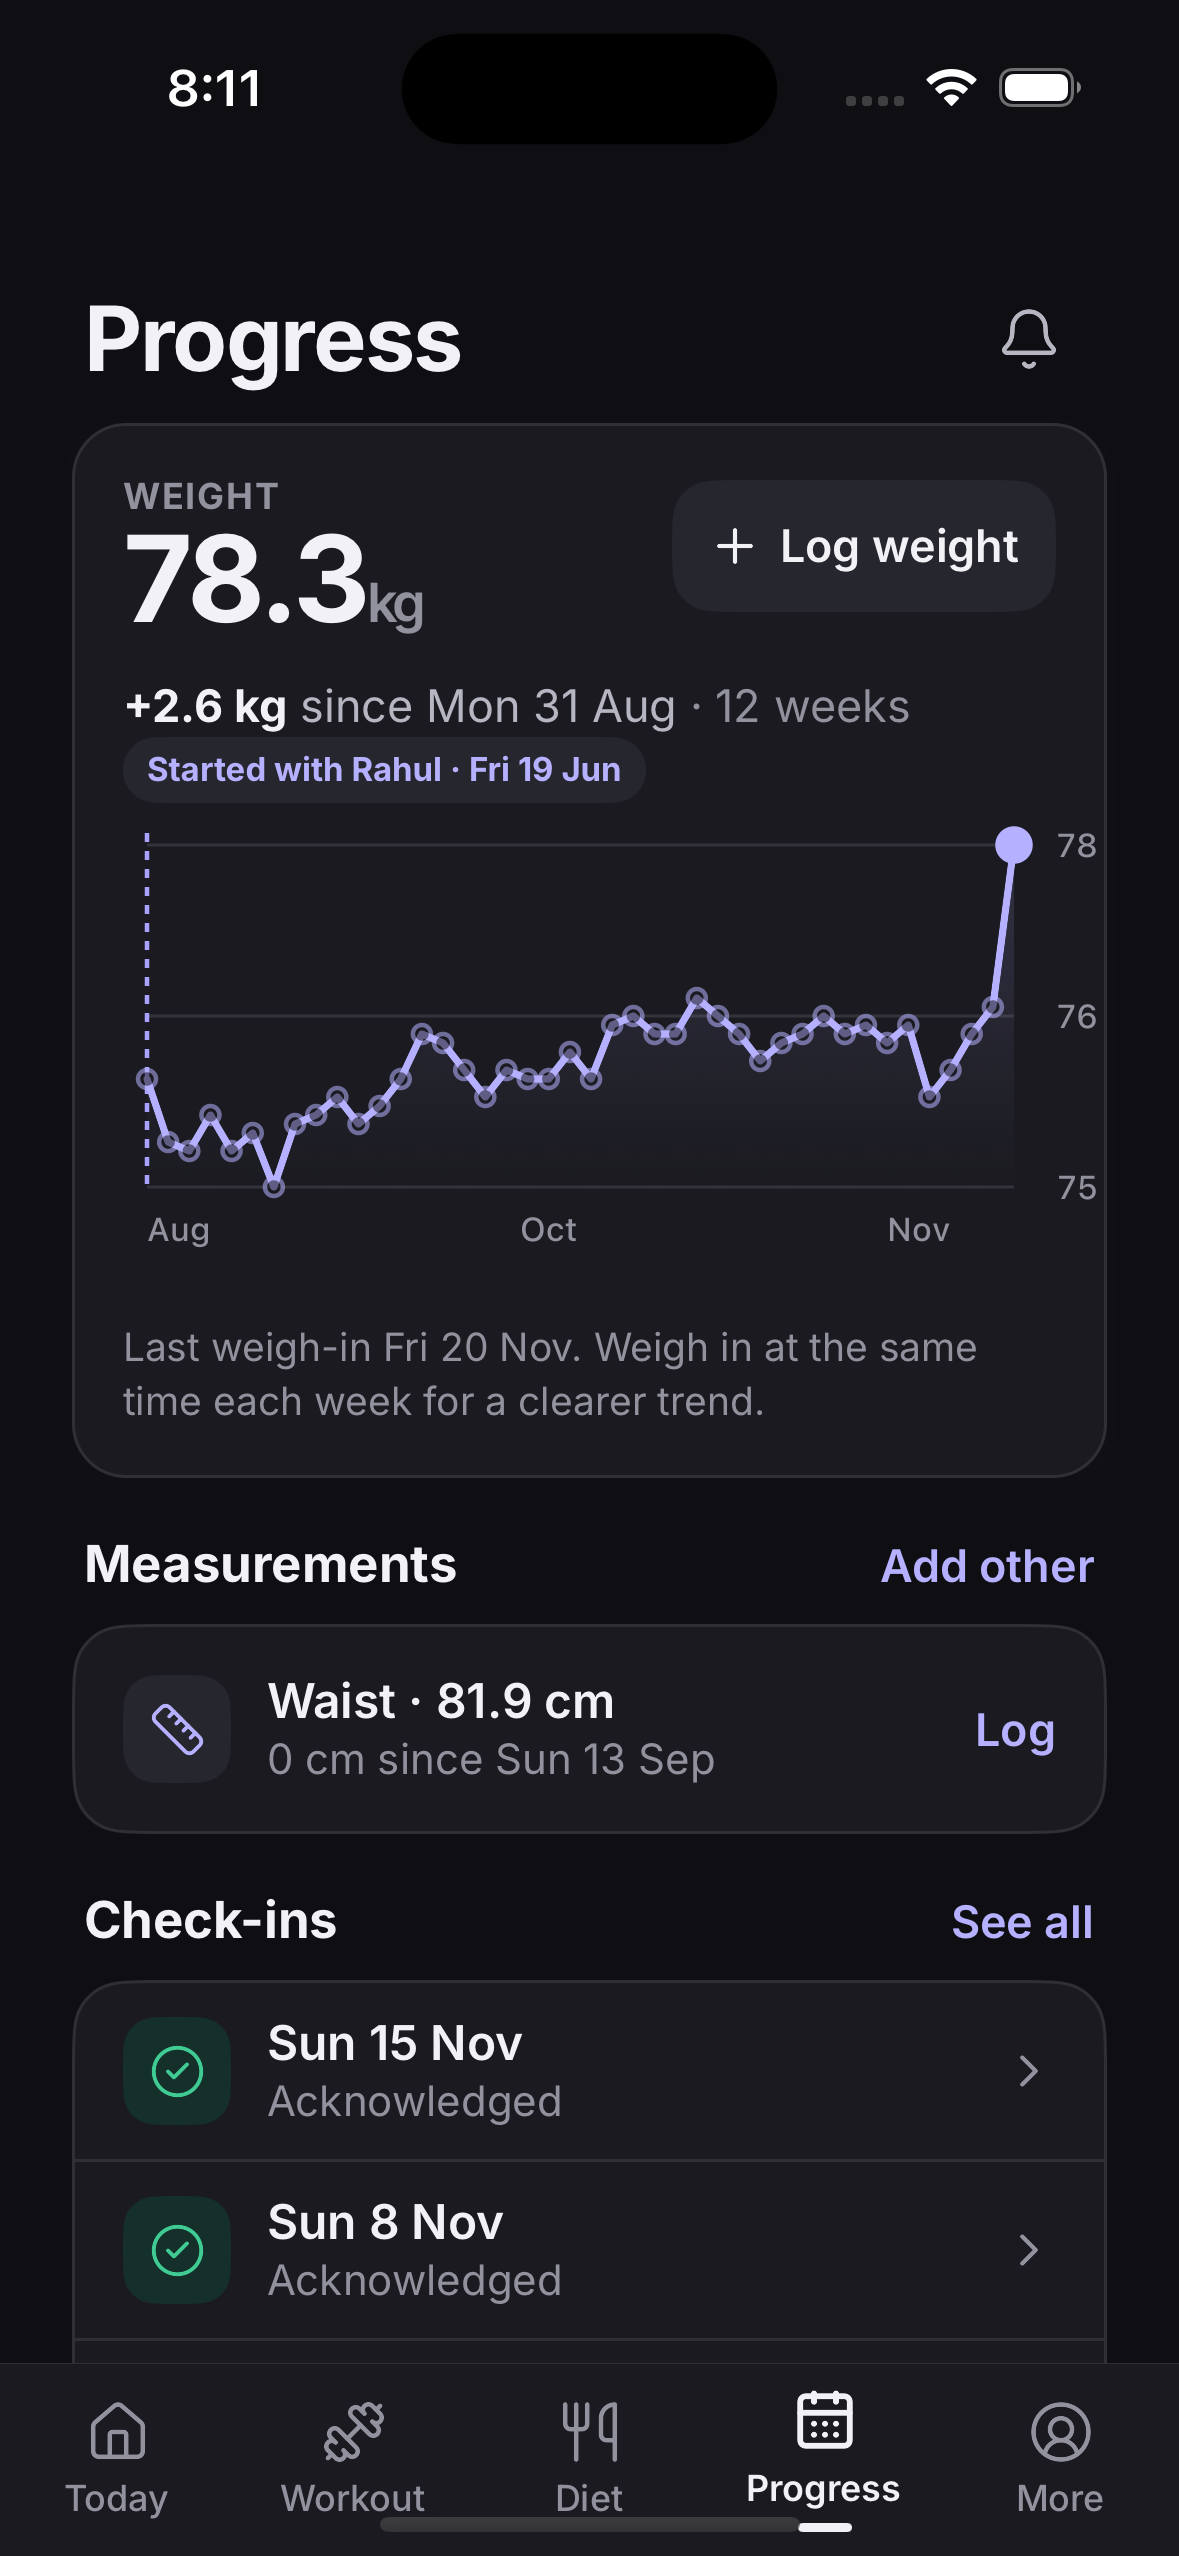 8:11
Progress
WEIGHT
78.3kg
+ Log weight
+2.6 kg since Mon 31 Aug · 12 weeks
Started with Rahul · Fri 19 Jun
78
76
75
Aug Oct Nov
Last weigh-in Fri 20 Nov. Weigh in at the same
time each week for a clearer trend.
Measurements
Add other
Waist · 81.9 cm
0 cm since Sun 13 Sep
Log
Check-ins
See all
Sun 15 Nov
Acknowledged
Sun 8 Nov
Acknowledged
Today Workout Diet Progress More